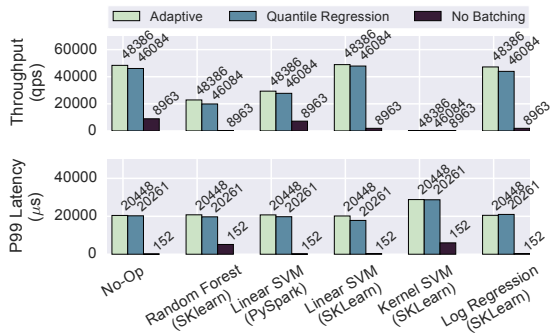 Adaptive Quantile Regression No Batching
Throughput
(qps)
60000
40000
20000
0
48386 46084 8963
48386 46084 8963
48386 46084 8963
48386 46084 8963
48386 46084 8963
48386 46084 8963
P99 Latency
(μs)
40000
20000
0
20448 20261 152
20448 20261 152
20448 20261 152
20448 20261 152
20448 20261 152
20448 20261 152
No-Op
Random Forest
(SKlearn)
Linear SVM
(PySpark)
Linear SVM
(SKLearn)
Kernel SVM
(SKLearn)
Log Regression
(SKLearn)